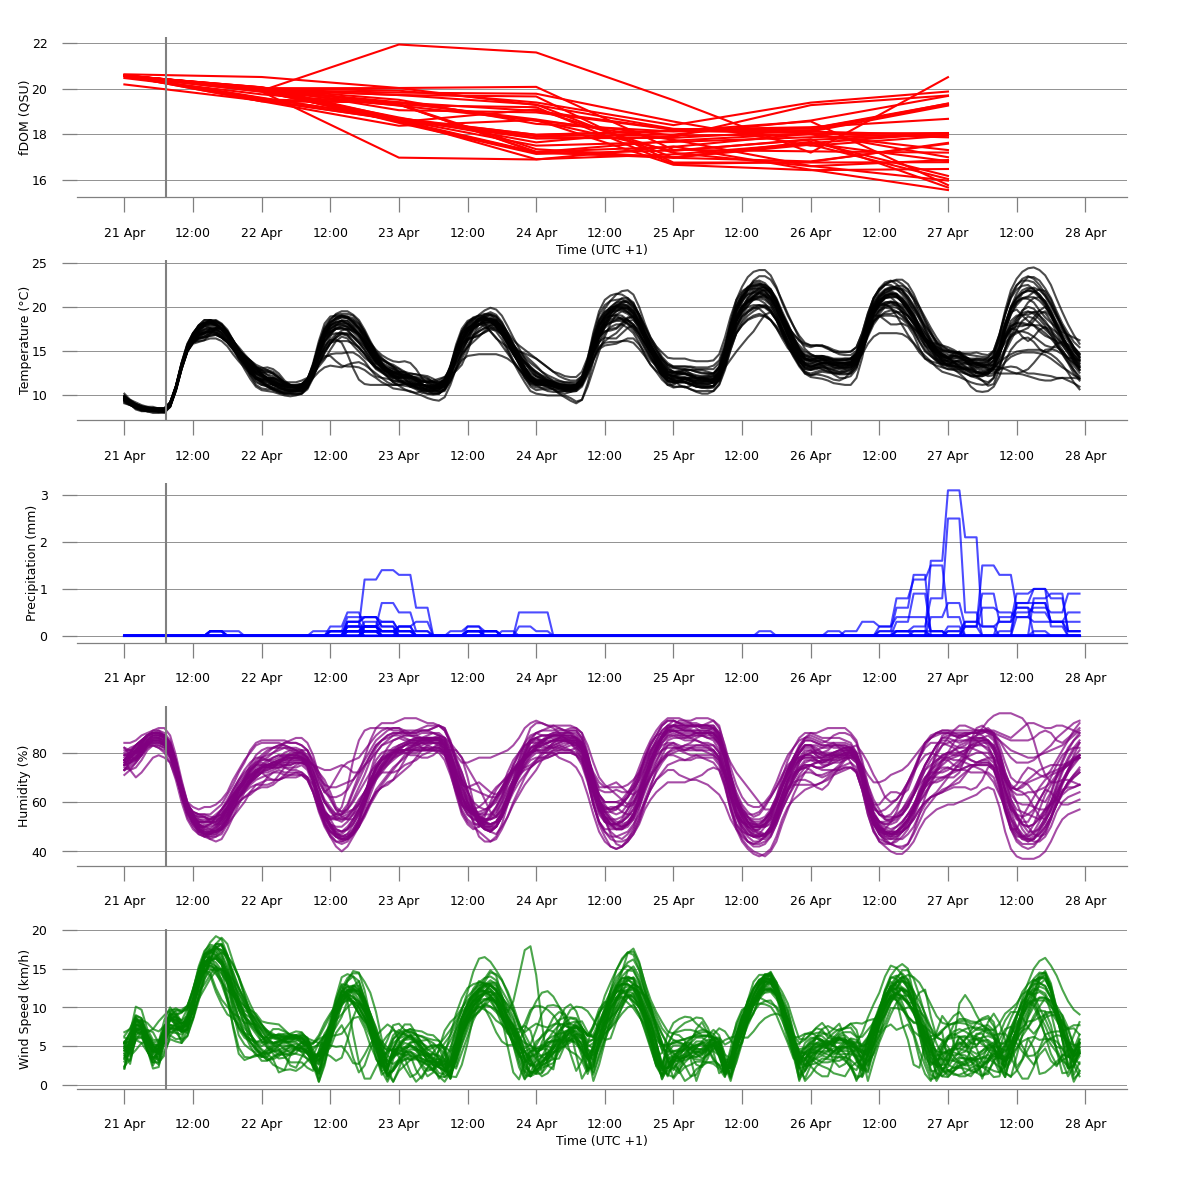 fDOM (QSU)
22
20
18
16
21 Apr 12:00 22 Apr 12:00 23 Apr 12:00 24 Apr 12:00 25 Apr 12:00 26 Apr 12:00 27 Apr 12:00 28 Apr
Time (UTC +1)
Temperature (°C)
25
20
15
10
21 Apr 12:00 22 Apr 12:00 23 Apr 12:00 24 Apr 12:00 25 Apr 12:00 26 Apr 12:00 27 Apr 12:00 28 Apr
Precipitation (mm)
3
2
1
0
21 Apr 12:00 22 Apr 12:00 23 Apr 12:00 24 Apr 12:00 25 Apr 12:00 26 Apr 12:00 27 Apr 12:00 28 Apr
Humidity (%)
80
60
40
21 Apr 12:00 22 Apr 12:00 23 Apr 12:00 24 Apr 12:00 25 Apr 12:00 26 Apr 12:00 27 Apr 12:00 28 Apr
Wind Speed (km/h)
20
15
10
5
0
21 Apr 12:00 22 Apr 12:00 23 Apr 12:00 24 Apr 12:00 25 Apr 12:00 26 Apr 12:00 27 Apr 12:00 28 Apr
Time (UTC +1)